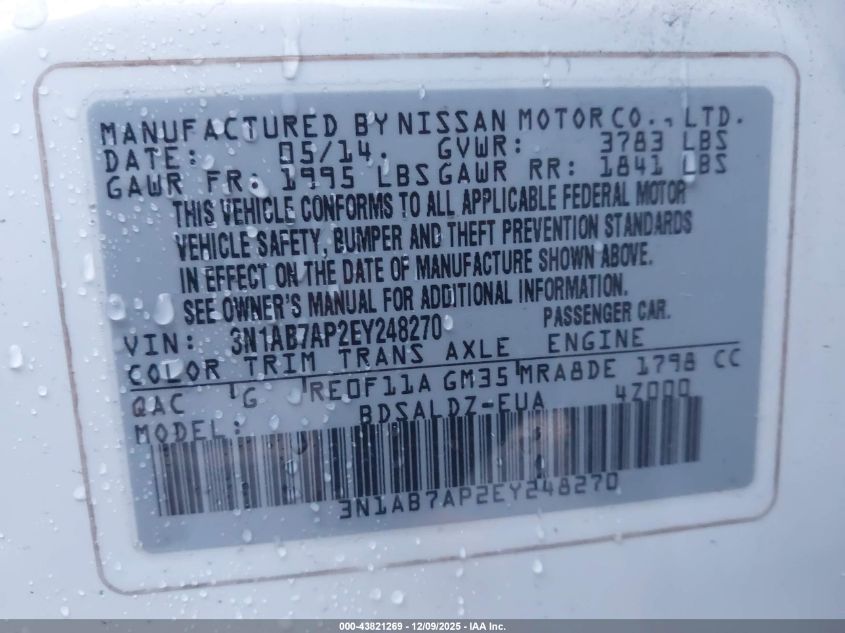 MANUFACTURED BY NISSAN MOTOR CO., LTD.
DATE: 05/14. GVWR: 3783 LBS
GAWR FR: 1995 LBS GAWR RR: 1841 LBS
THIS VEHICLE CONFORMS TO ALL APPLICABLE FEDERAL MOTOR
VEHICLE SAFETY, BUMPER AND THEFT PREVENTION STANDARDS
IN EFFECT ON THE DATE OF MANUFACTURE SHOWN ABOVE.
SEE OWNER'S MANUAL FOR ADDITIONAL INFORMATION.
VIN: 3N1AB7AP2EY248270 PASSENGER CAR.
COLOR TRIM TRANS AXLE ENGINE
QAC G RE0F11A GM35 MRA8DE 1798 CC
MODEL: BDSALDZ-EUA 4Z000
3N1AB7AP2EY248270
000-43821269 - 12/09/2025 - IAA Inc.